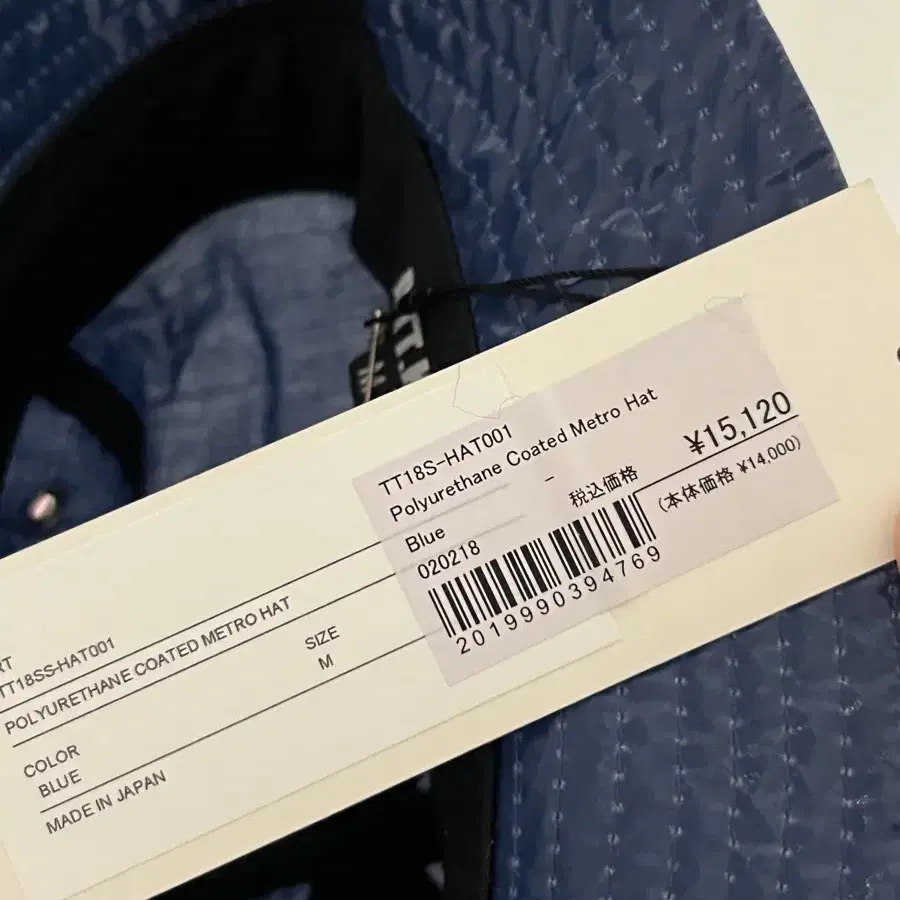 TT18S-HAT001
Polyurethane Coated Metro Hat
Blue
-
020218
税込価格
¥15,120
(本体価格 ¥14,000)
2019990394769
TT18SS-HAT001
POLYURETHANE COATED METRO HAT
SIZE
M
COLOR
BLUE
MADE IN JAPAN